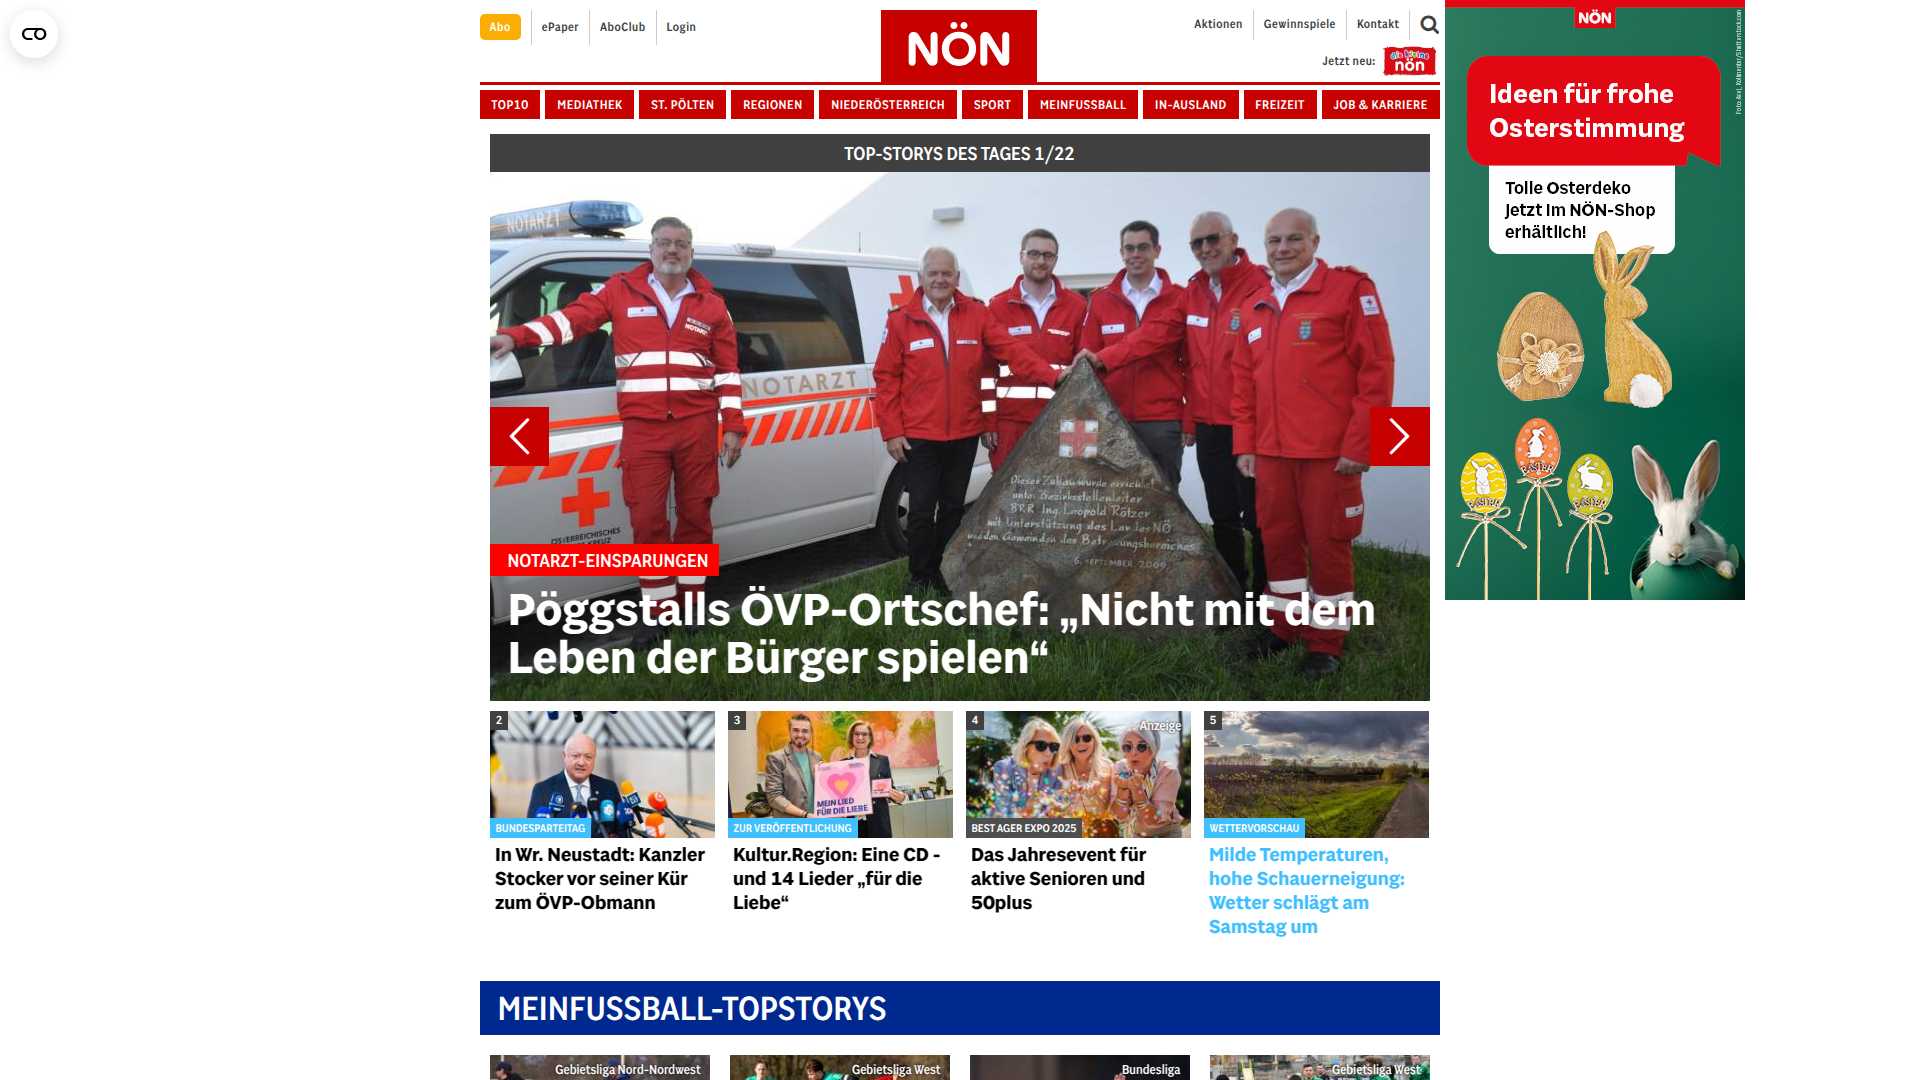 Abo
ePaper
AboClub
Login
NÖN
Aktionen
Gewinnspiele
Kontakt
Jetzt neu:
die kleine
nön
TOP10
MEDIATHEK
ST. PÖLTEN
REGIONEN
NIEDERÖSTERREICH
SPORT
MEINFUSSBALL
IN-AUSLAND
FREIZEIT
JOB & KARRIERE
TOP-STORYS DES TAGES 1/22
NOTARZT
NOTARZT
NOTARZT
Dieser Zubau wurde errichtet
unter Bezirksstellenleiter
BRR Ing. Leopold Rötzer
mit Unterstützung des Landes NÖ
und den Gemeinden des Betreuungsbereiches
6. SEPTEMBER 2009
NOTARZT-EINSPARUNGEN
Pöggstalls ÖVP-Ortschef: „Nicht mit dem
Leben der Bürger spielen“
2
BUNDESPARTEITAG
In Wr. Neustadt: Kanzler
Stocker vor seiner Kür
zum ÖVP-Obmann
3
MEIN LIED
FÜR DIE LIEBE
ZUR VERÖFFENTLICHUNG
Kultur.Region: Eine CD -
und 14 Lieder „für die
Liebe“
4
Anzeige
BEST AGER EXPO 2025
Das Jahresevent für
aktive Senioren und
50plus
5
WETTERVORSCHAU
Milde Temperaturen,
hohe Schauerneigung:
Wetter schlägt am
Samstag um
MEINFUSSBALL-TOPSTORYS
Gebietsliga Nord-Nordwest
Gebietsliga West
Bundesliga
Gebietsliga West
NÖN
Ideen für frohe
Osterstimmung
Tolle Osterdeko
jetzt im NÖN-Shop
erhältlich!
EASTER
EASTER
EASTER